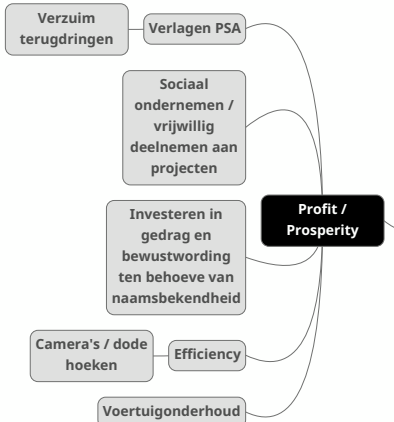 Verzuim
terugdringen
Verlagen PSA
Sociaal
ondernemen /
vrijwillig
deelnemen aan
projecten
Profit /
Prosperity
Investeren in
gedrag en
bewustwording
ten behoeve van
naamsbekendheid
Camera's / dode
hoeken
Efficiency
Voertuigonderhoud